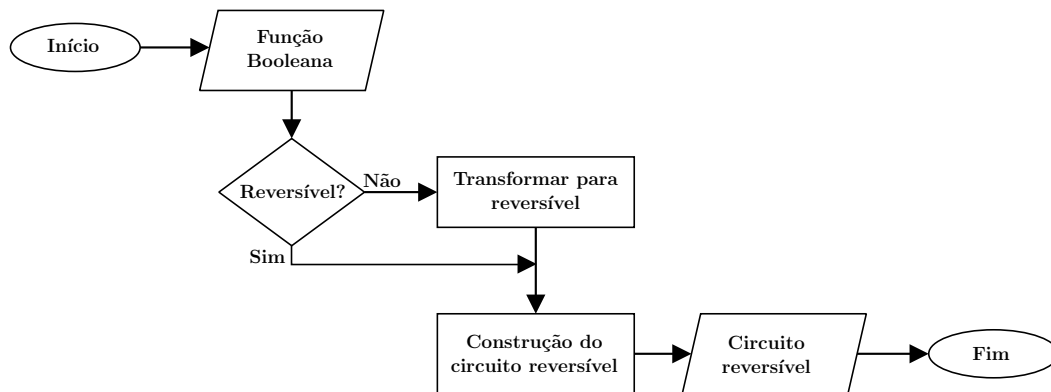 Início
Função
Booleana
Reversível?
Não
Transformar para
reversível
Sim
Construção do
circuito reversível
Circuito
reversível
Fim